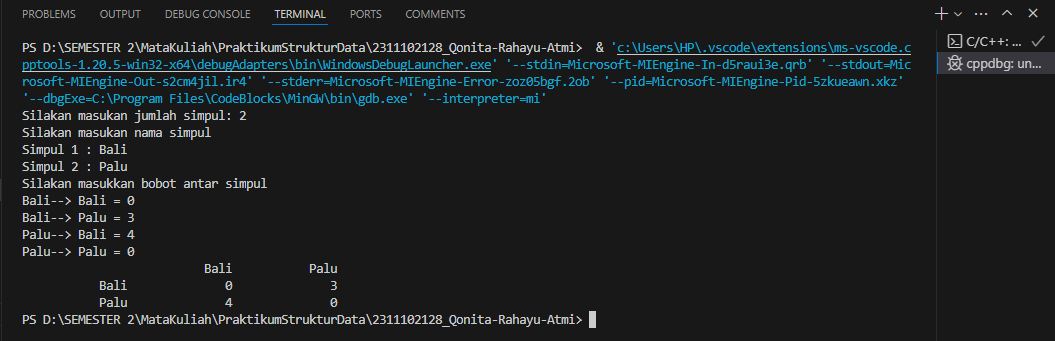 PROBLEMS OUTPUT DEBUG CONSOLE TERMINAL PORTS COMMENTS
PS D:\SEMESTER 2\MataKuliah\PraktikumStrukturData\2311102128_Qonita-Rahayu-Atmi> & 'c:\Users\HP\.vscode\extensions\ms-vscode.c
pptools-1.20.5-win32-x64\debugAdapters\bin\WindowsDebugLauncher.exe' '--stdin=Microsoft-MIEngine-In-d5raui3e.qrb' '--stdout=Mic
rosoft-MIEngine-Out-s2cm4jil.ir4' '--stderr=Microsoft-MIEngine-Error-zoz05bgf.2ob' '--pid=Microsoft-MIEngine-Pid-5zkueawn.xkz'
'--dbgExe=C:\Program Files\CodeBlocks\MinGW\bin\gdb.exe' '--interpreter=mi'
Silakan masukan jumlah simpul: 2
Silakan masukan nama simpul
Simpul 1 : Bali
Simpul 2 : Palu
Silakan masukkan bobot antar simpul
Bali--> Bali = 0
Bali--> Palu = 3
Palu--> Bali = 4
Palu--> Palu = 0
Bali Palu
Bali 0 3
Palu 4 0
PS D:\SEMESTER 2\MataKuliah\PraktikumStrukturData\2311102128_Qonita-Rahayu-Atmi>
C/C++: ...
cppdbg: un...